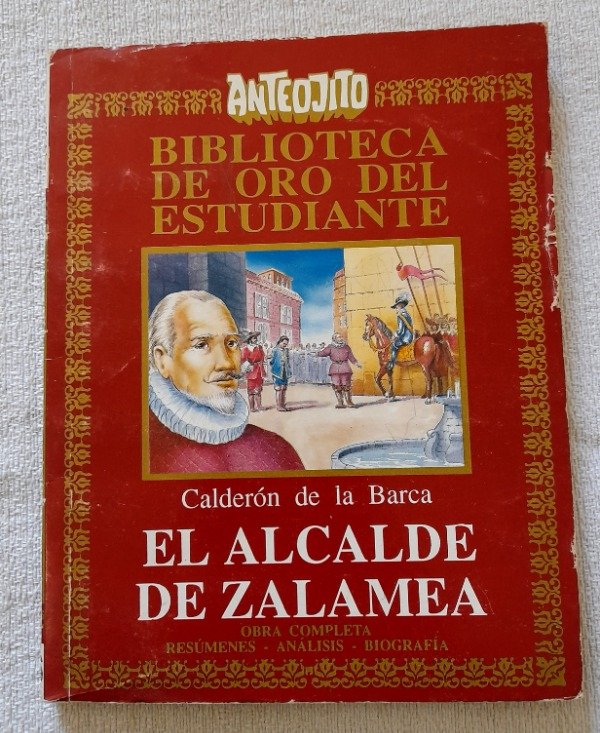 ANTEOJITO
BIBLIOTECA
DE ORO DEL
ESTUDIANTE
Calderón de la Barca
EL ALCALDE
DE ZALAMEA
OBRA COMPLETA
RESÚMENES - ANÁLISIS - BIOGRAFÍA